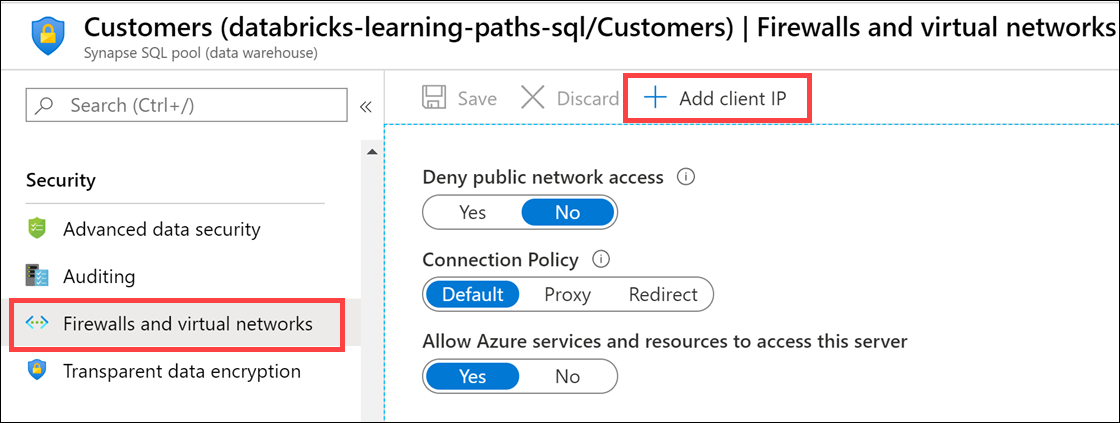 Customers (databricks-learning-paths-sql/Customers) | Firewalls and virtual networks
Synapse SQL pool (data warehouse)
Search (Ctrl+/)
«
Save
Discard
+ Add client IP
Security
Advanced data security
Auditing
Firewalls and virtual networks
Transparent data encryption
Deny public network access
Yes No
Connection Policy
Default Proxy Redirect
Allow Azure services and resources to access this server
Yes No